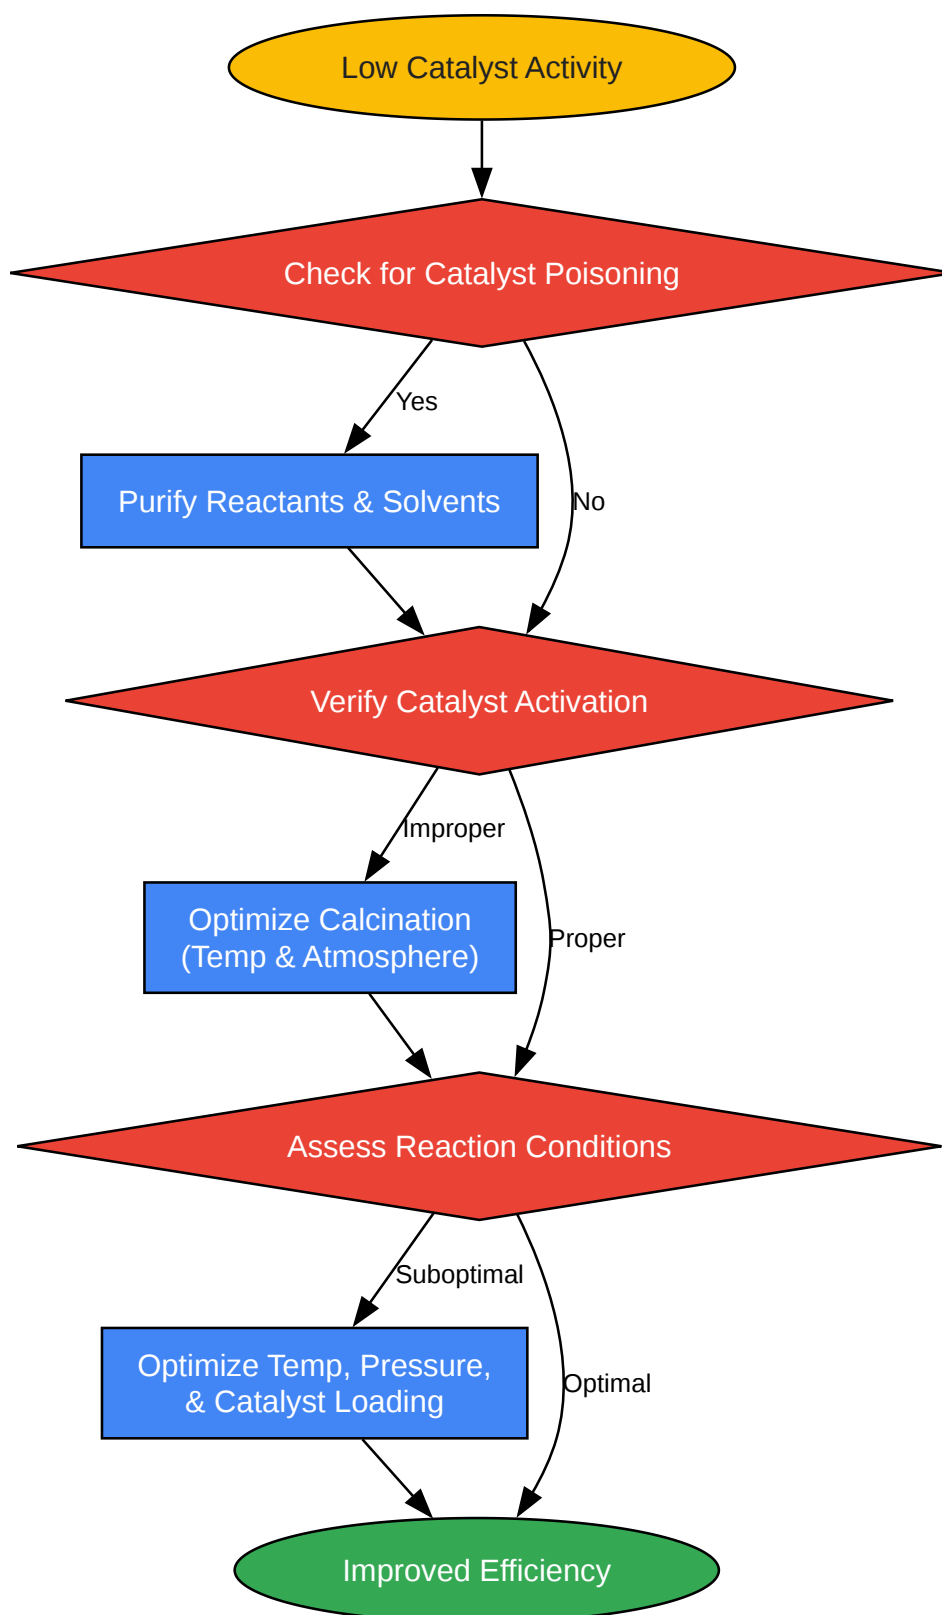 Low Catalyst Activity
Check for Catalyst Poisoning
Yes
Purify Reactants & Solvents
No
Verify Catalyst Activation
Improper
Optimize Calcination
(Temp & Atmosphere)
Proper
Assess Reaction Conditions
Suboptimal
Optimize Temp, Pressure,
& Catalyst Loading
Optimal
Improved Efficiency